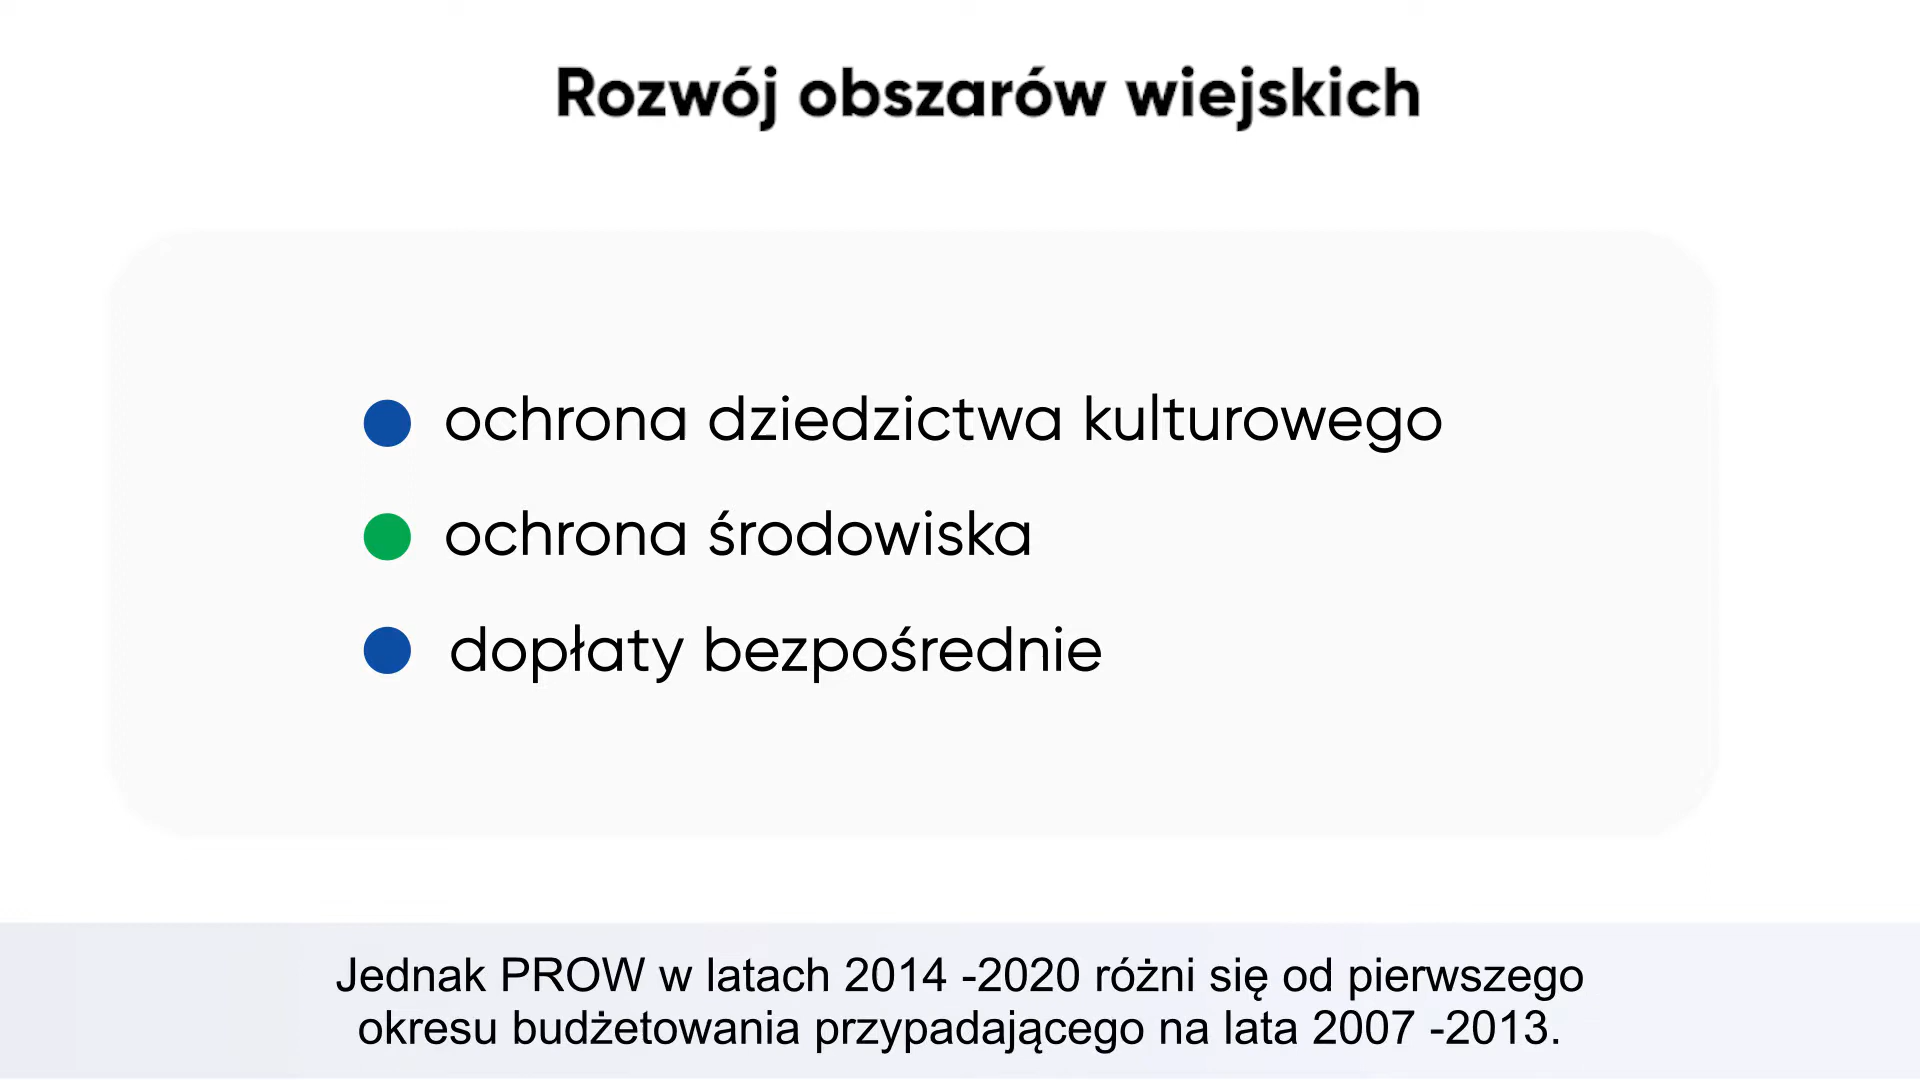 Rozwój obszarów wiejskich
ochrona dziedzictwa kulturowego
ochrona środowiska
dopłaty bezpośrednie
Jednak PROW w latach 2014 -2020 różni się od pierwszego
okresu budżetowania przypadającego na lata 2007 -2013.